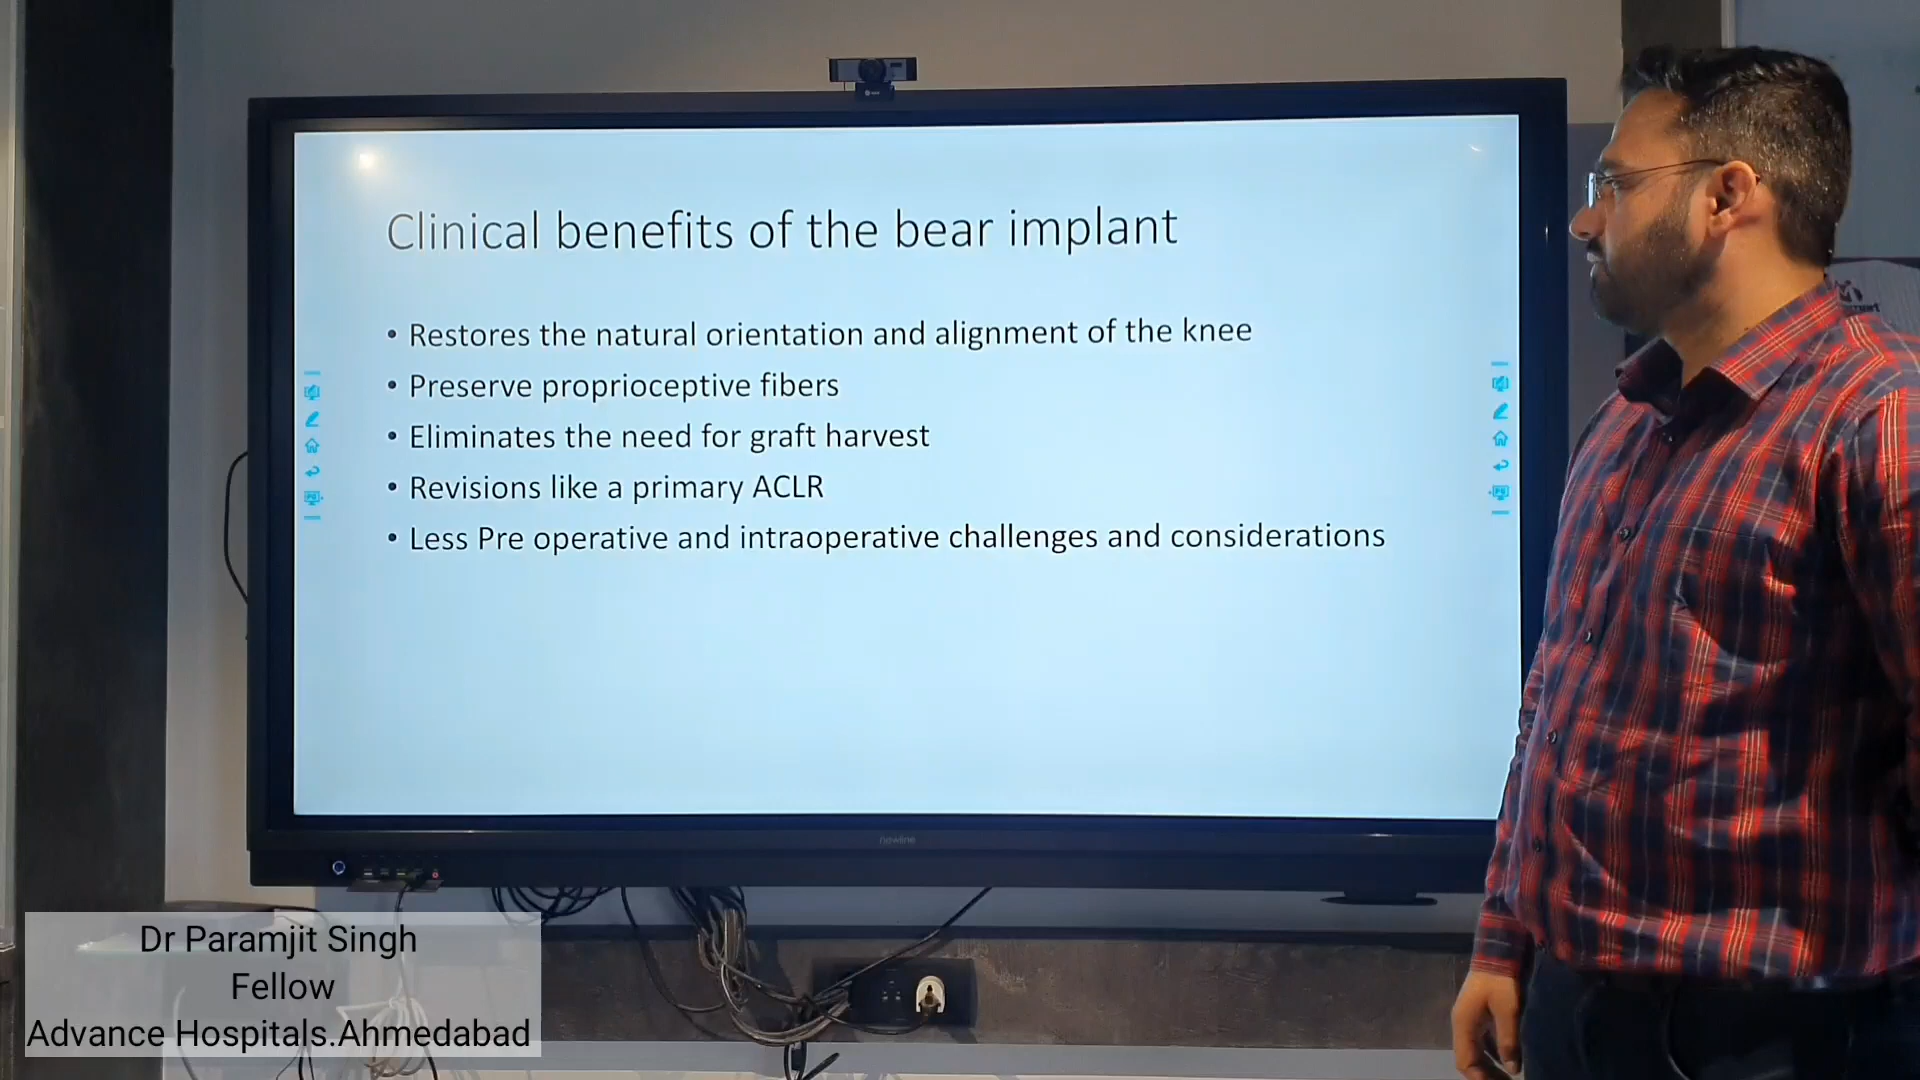 Clinical benefits of the bear implant
• Restores the natural orientation and alignment of the knee
• Preserve proprioceptive fibers
• Eliminates the need for graft harvest
• Revisions like a primary ACLR
• Less Pre operative and intraoperative challenges and considerations
newline
Dr Paramjit Singh
Fellow
Advance Hospitals.Ahmedabad